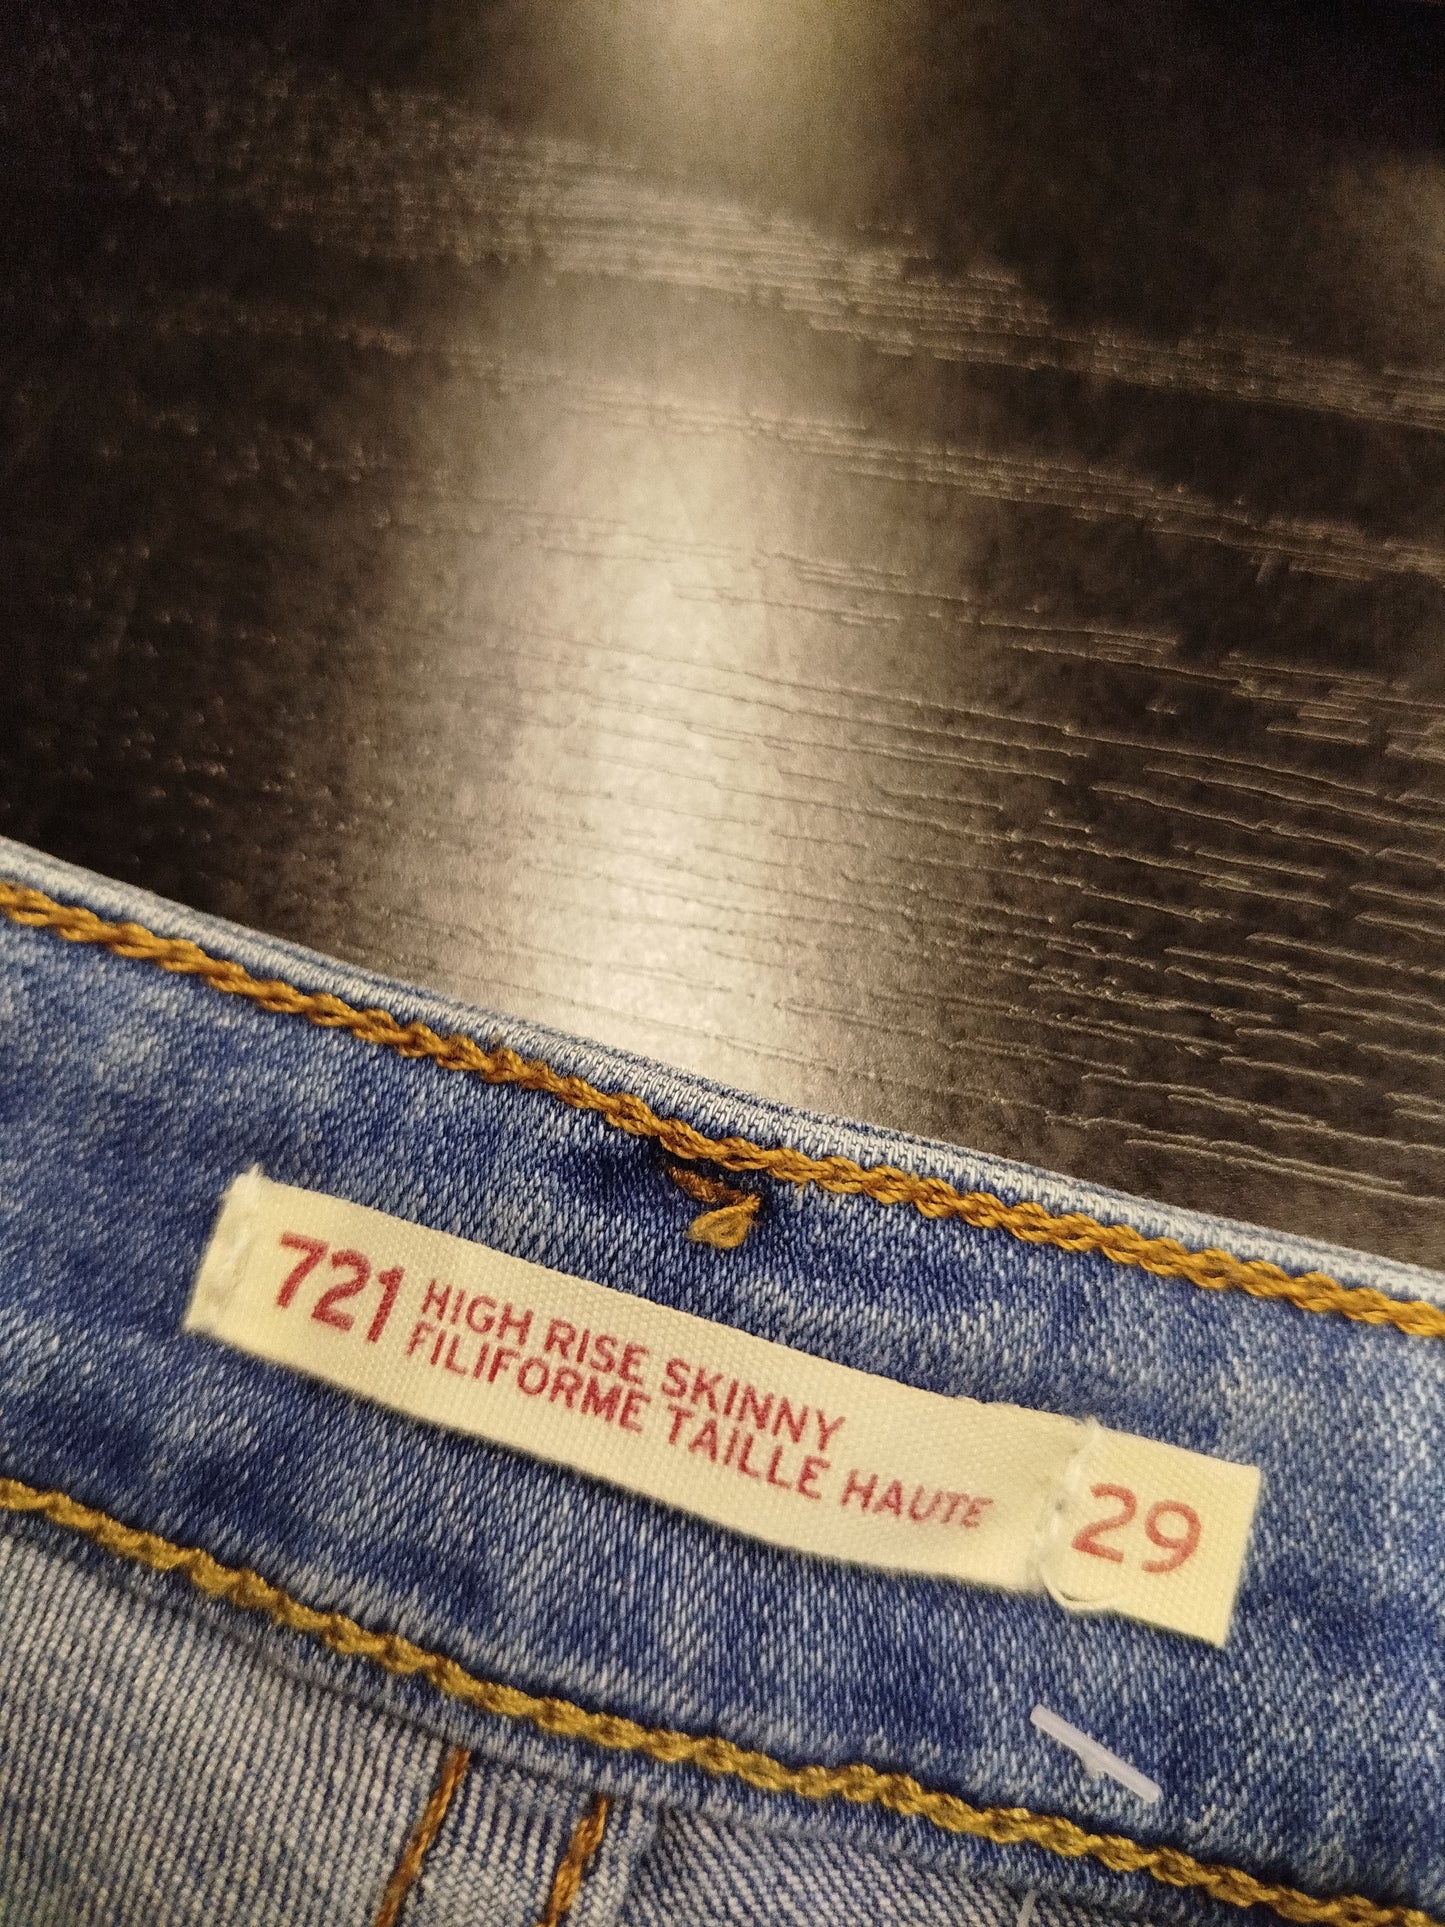 721
HIGH RISE SKINNY
FILIFORME TAILLE HAUTE
29